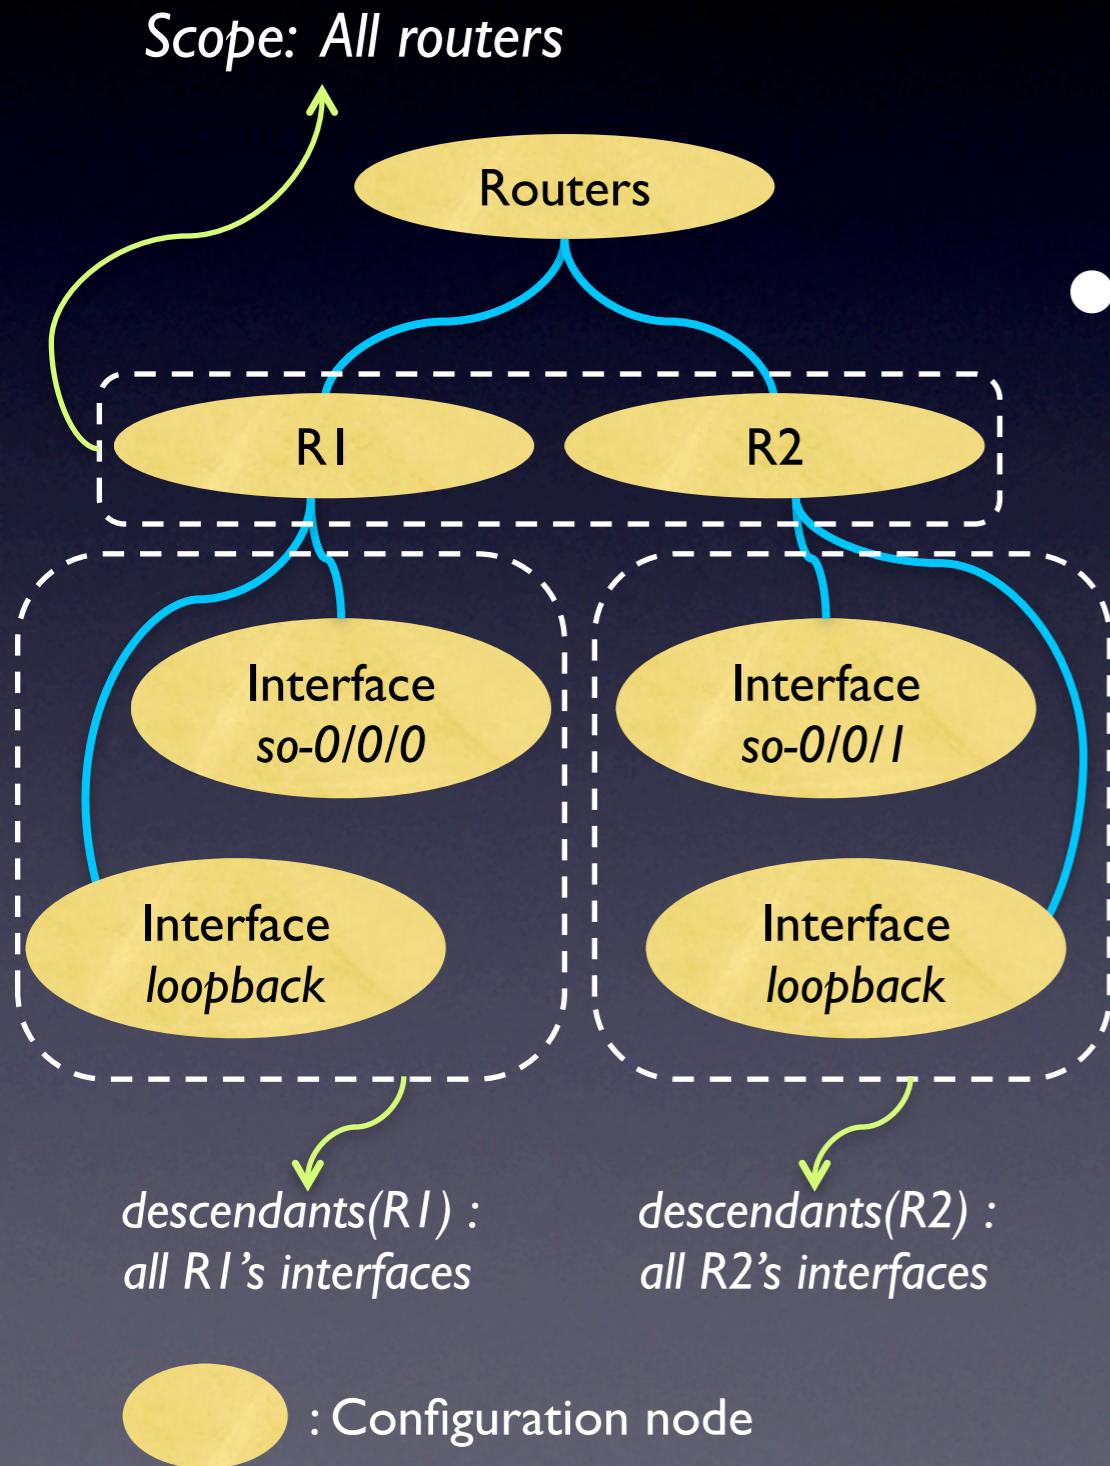 Scope: All routers
Routers
R1
R2
Interface
so-0/0/0
Interface
so-0/0/1
Interface
loopback
Interface
loopback
descendants(R1) :
all R1’s interfaces
descendants(R2) :
all R2’s interfaces
: Configuration node